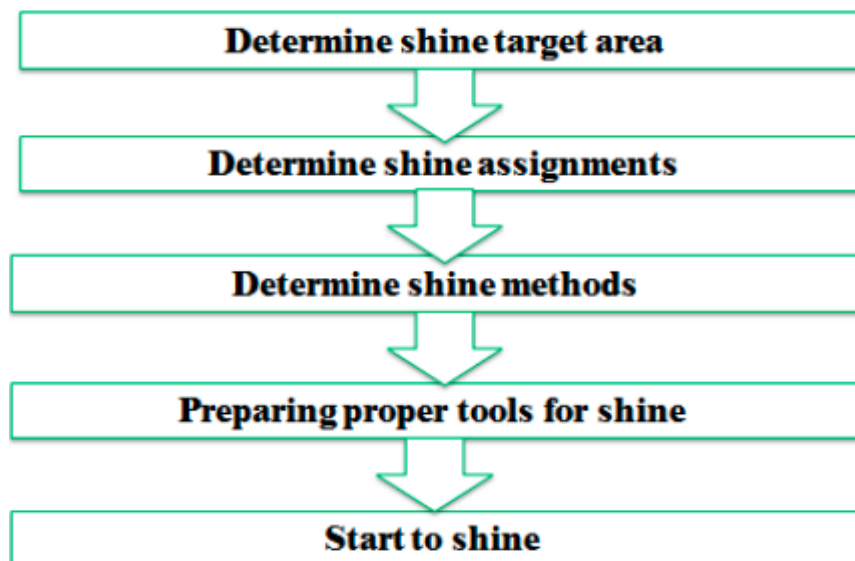 Determine shine target area
Determine shine assignments
Determine shine methods
Preparing proper tools for shine
Start to shine